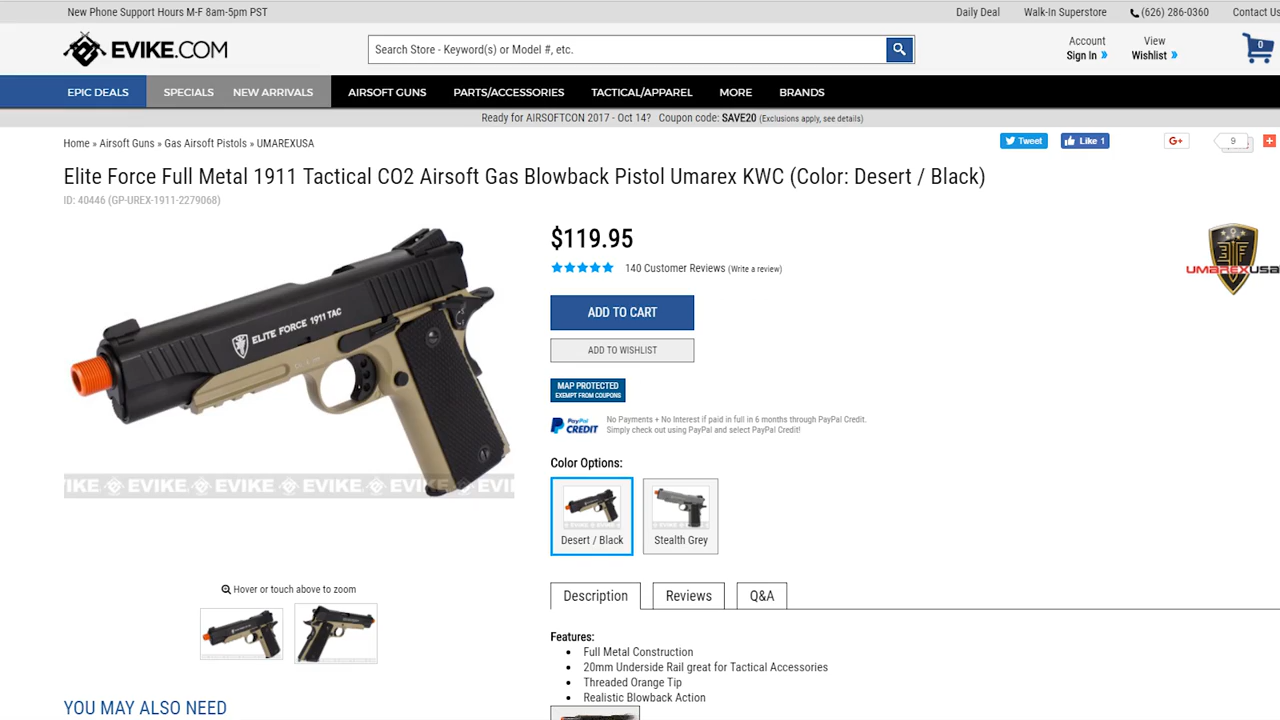 New Phone Support Hours M-F 8am-5pm PST
Daily Deal Walk-In Superstore (626) 286-0360 Contact Us
EVIKE.COM
Search Store - Keyword(s) or Model #, etc.
Account
Sign In »
View
Wishlist »
0
EPIC DEALS SPECIALS NEW ARRIVALS AIRSOFT GUNS PARTS/ACCESSORIES TACTICAL/APPAREL MORE BRANDS
Ready for AIRSOFTCON 2017 - Oct 14? Coupon code: SAVE20 (Exclusions apply, see details)
Home » Airsoft Guns » Gas Airsoft Pistols » UMAREXUSA
Tweet Like 1 G+ 9
Elite Force Full Metal 1911 Tactical CO2 Airsoft Gas Blowback Pistol Umarex KWC (Color: Desert / Black)
ID: 40446 (GP-UREX-1911-2279068)
$119.95
UMAREXUSA
140 Customer Reviews (Write a review)
ELITE FORCE 1911 TAC
ADD TO CART
ADD TO WISHLIST
MAP PROTECTED
EXEMPT FROM COUPONS
PayPal
CREDIT
No Payments + No Interest if paid in full in 6 months through PayPal Credit.
Simply check out using PayPal and select PayPal Credit!
Color Options:
VIKE EVIKE EVIKE EVIKE EVI
Desert / Black
Stealth Grey
Hover or touch above to zoom
Description Reviews Q&A
Features:
Full Metal Construction
20mm Underside Rail great for Tactical Accessories
Threaded Orange Tip
Realistic Blowback Action
YOU MAY ALSO NEED